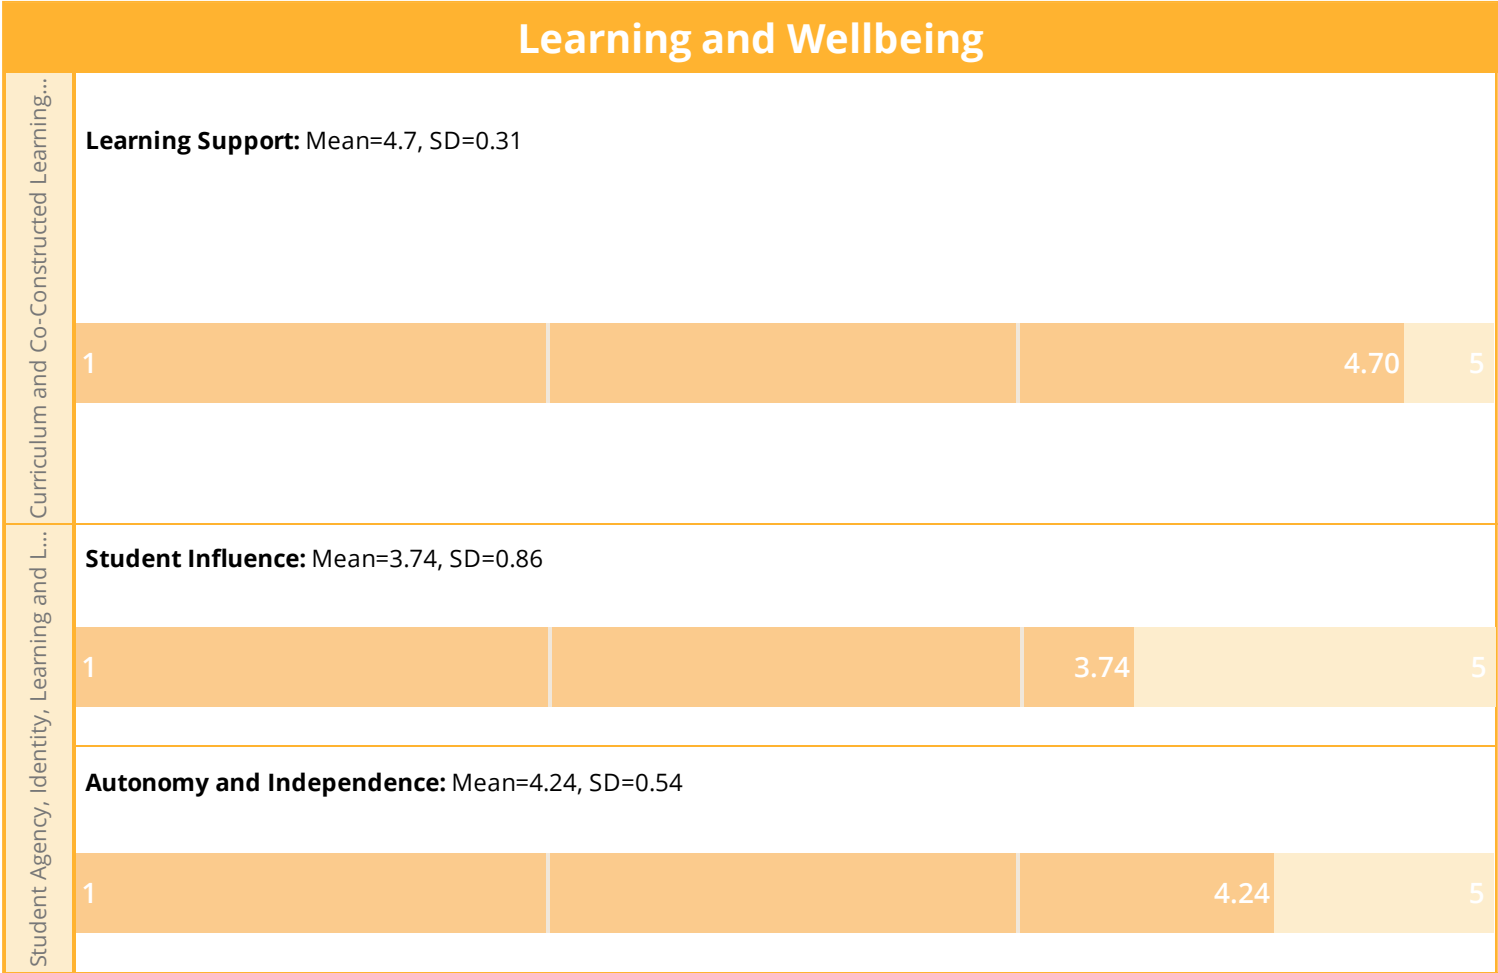 Learning and Wellbeing
Curriculum and Co-Constructed Learning...
Learning Support: Mean=4.7, SD=0.31
1 4.70 5
Student Agency, Identity, Learning and L...
Student Influence: Mean=3.74, SD=0.86
1 3.74 5
Autonomy and Independence: Mean=4.24, SD=0.54
1 4.24 5